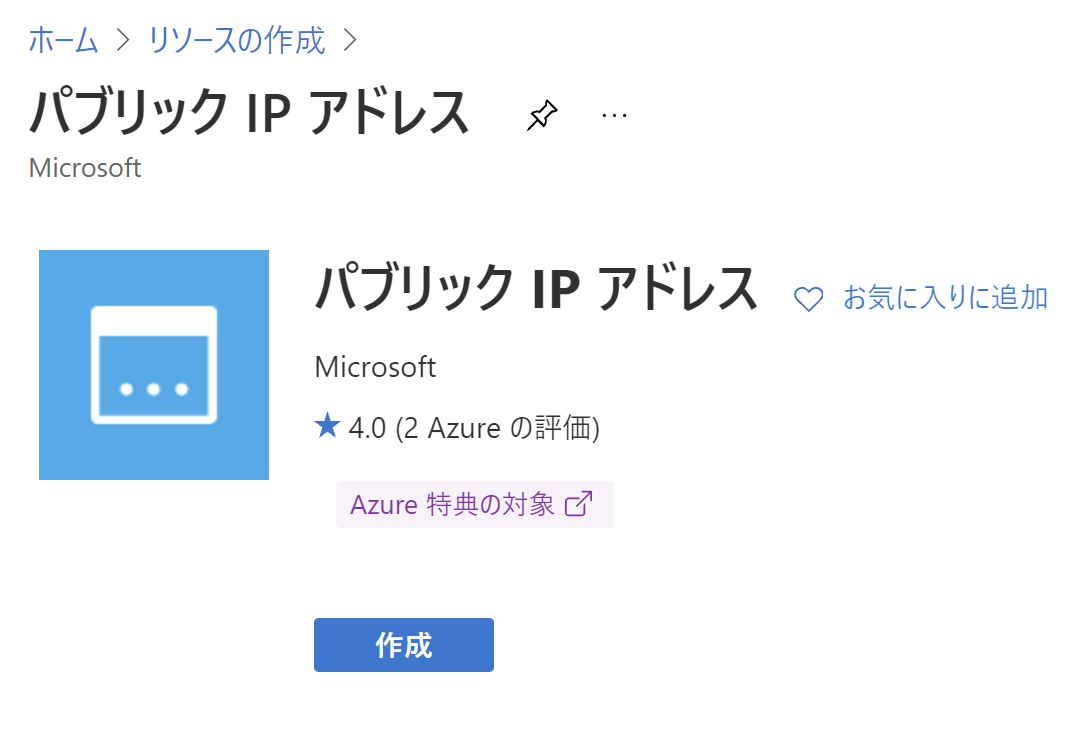 ホーム > リソースの作成 >
パブリック IP アドレス ...
Microsoft
パブリック IP アドレス
お気に入りに追加
Microsoft
★ 4.0 (2 Azure の評価)
Azure 特典の対象
作成